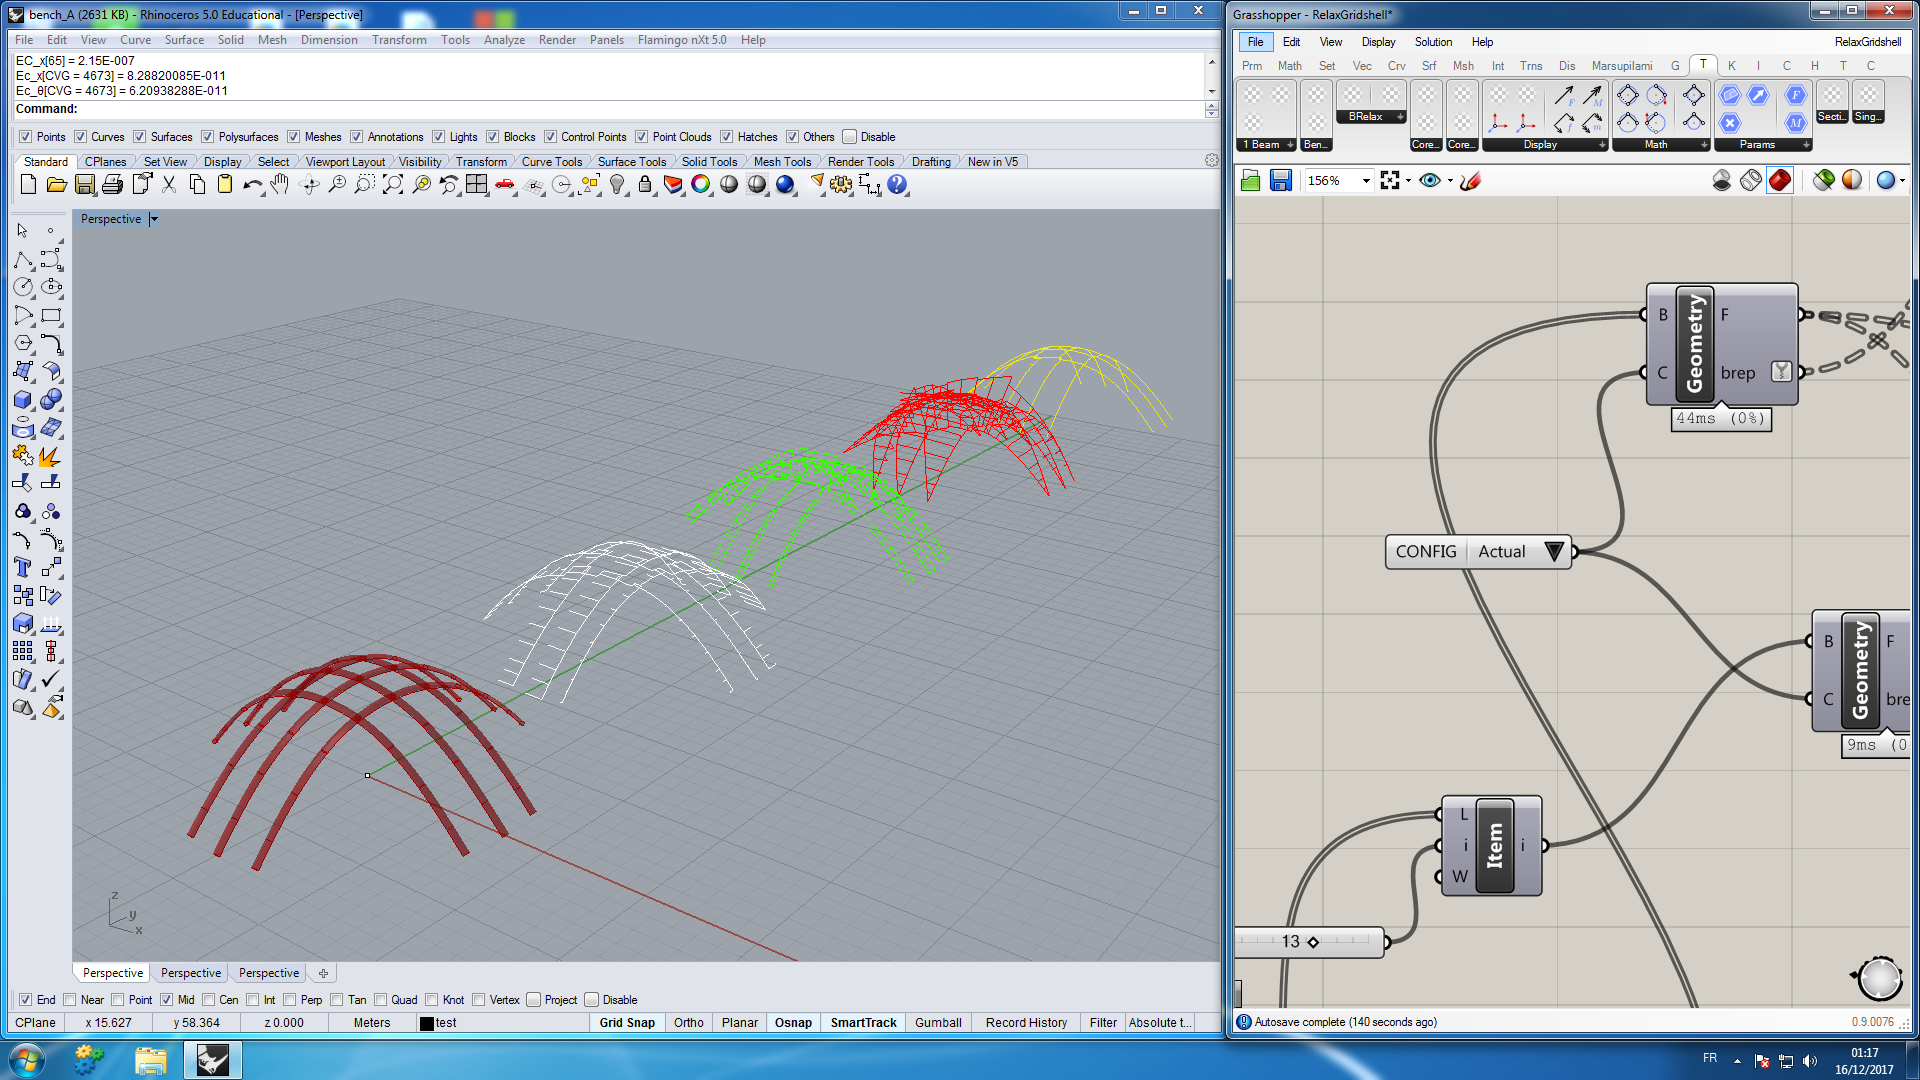 bench_A (2631 KB) - Rhinoceros 5.0 Educational - [Perspective]
File Edit View Curve Surface Solid Mesh Dimension Transform Tools Analyze Render Panels Flamingo nXt 5.0 Help
EC_x[65] = 2.15E-007
Ec_x[CVG = 4673] = 8.28820085E-011
Ec_θ[CVG = 4673] = 6.20938288E-011
Command:
Points Curves Surfaces Polysurfaces Meshes Annotations Lights Blocks Control Points Point Clouds Hatches Others Disable
Standard CPlanes Set View Display Select Viewport Layout Visibility Transform Curve Tools Surface Tools Solid Tools Mesh Tools Render Tools Drafting New in V5
Perspective
z
y
x
Perspective Perspective Perspective
End Near Point Mid Cen Int Perp Tan Quad Knot Vertex Project Disable
CPlane x 15.627 y 58.364 z 0.000 Meters test Grid Snap Ortho Planar Osnap SmartTrack Gumball Record History Filter Absolute t...
Grasshopper - RelaxGridshell*
File Edit View Display Solution Help RelaxGridshell
Prm Math Set Vec Crv Srf Msh Int Trns Dis Marsupilami G T K I C H T C
BRelax
F M F
f m M
1 Beam Ben... Core... Core... Display Math Params Secti... Sing...
156%
B Geometry F
C brep
44ms (0%)
CONFIG Actual
B Geometry F
C bre
9ms (0
L
i Item i
W
13
Autosave complete (140 seconds ago) 0.9.0076
FR 01:17
16/12/2017